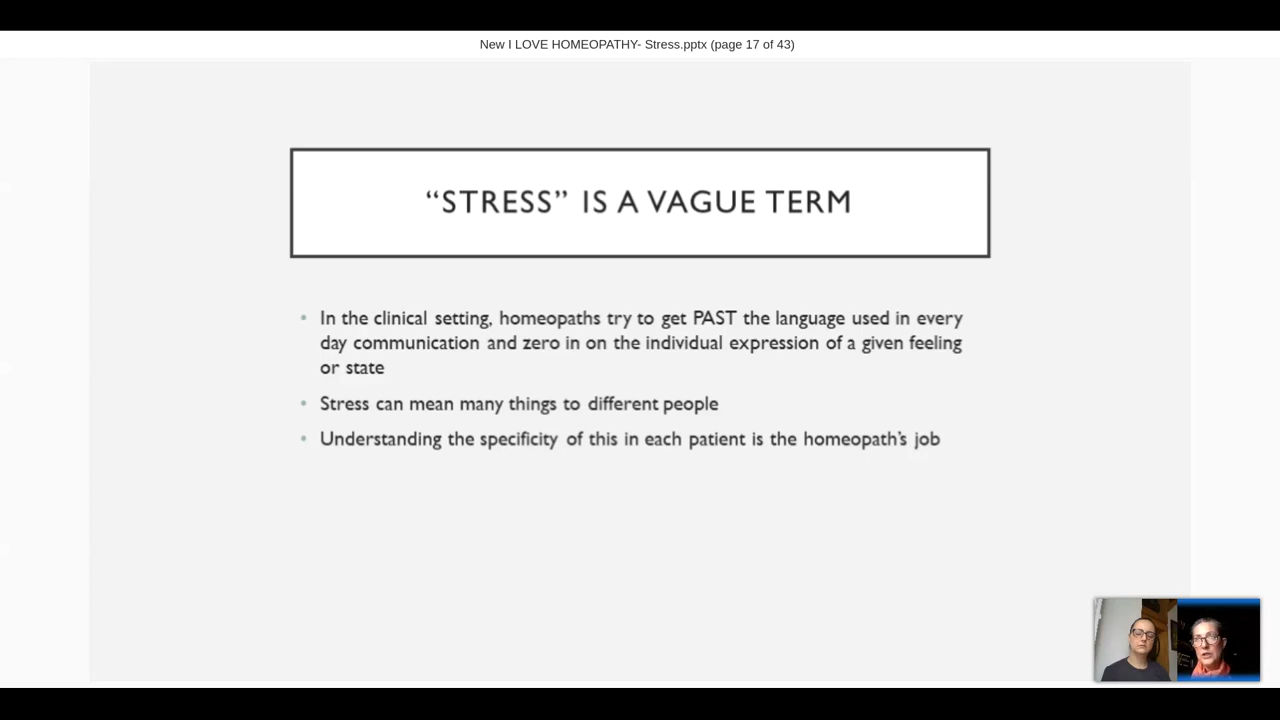 New I LOVE HOMEOPATHY- Stress.pptx (page 17 of 43)
“STRESS” IS A VAGUE TERM
• In the clinical setting, homeopaths try to get PAST the language used in every
day communication and zero in on the individual expression of a given feeling
or state
• Stress can mean many things to different people
• Understanding the specificity of this in each patient is the homeopath’s job